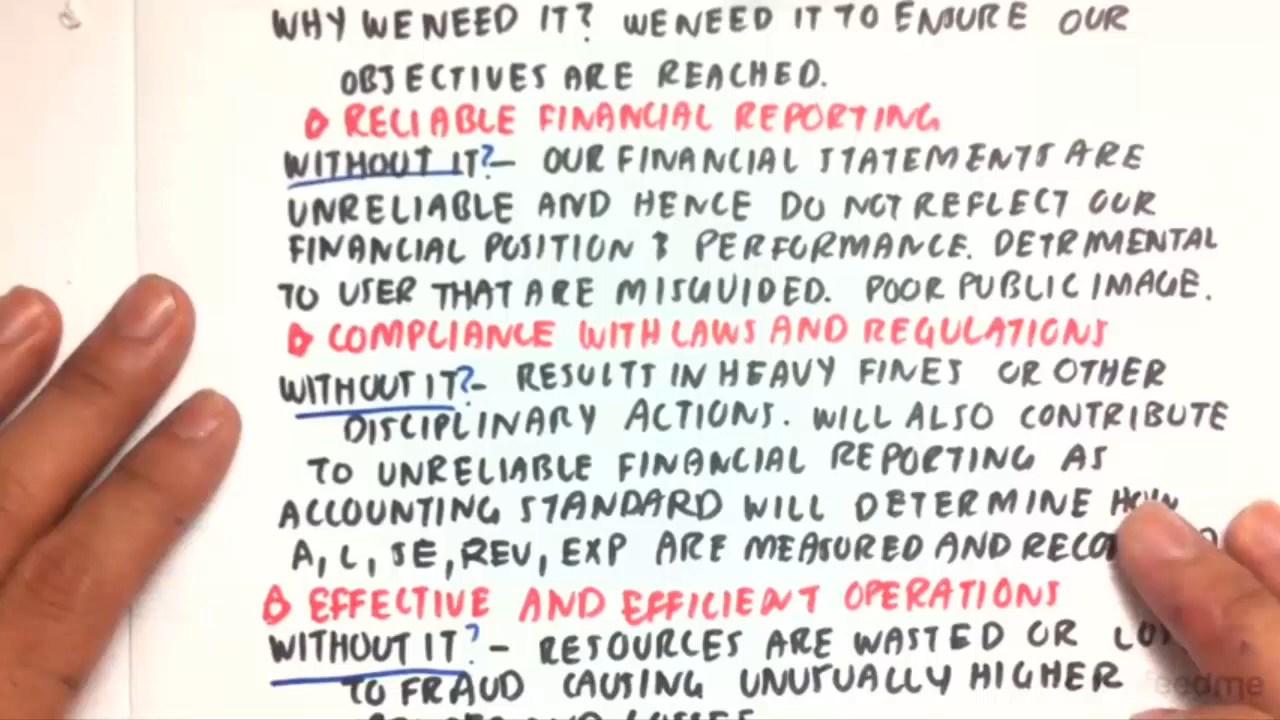 WHY WE NEED IT? WE NEED IT TO ENSURE OUR
OBJECTIVES ARE REACHED.
RELIABLE FINANCIAL REPORTING
WITHOUT IT? - OUR FINANCIAL STATEMENTS ARE
UNRELIABLE AND HENCE DO NOT REFLECT OUR
FINANCIAL POSITION & PERFORMANCE. DETRMENTAL
TO USER THAT ARE MISGUIDED. POOR PUBLIC IMAGE.
COMPLIANCE WITH LAWS AND REGULATIONS
WITHOUT IT? - RESULTS IN HEAVY FINES OR OTHER
DISCIPLINARY ACTIONS. WILL ALSO CONTRIBUTE
TO UNRELIABLE FINANCIAL REPORTING AS
ACCOUNTING STANDARD WILL DETERMINE HOW
A, L, SE, REV, EXP ARE MEASURED AND
EFFECTIVE AND EFFICIENT OPERATIONS
WITHOUT IT? - RESOURCES ARE WASTED OR
TO FRAUD CAUSING UNUSUALLY HIGHER
feedme